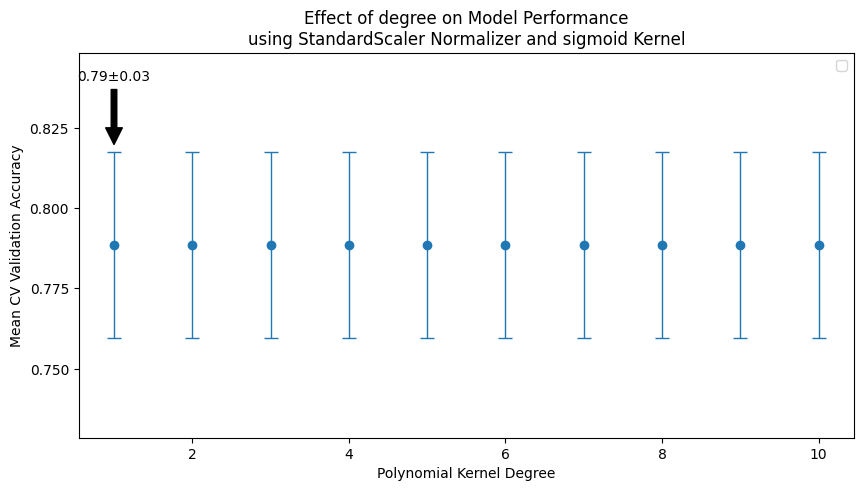 Effect of degree on Model Performance
using StandardScaler Normalizer and sigmoid Kernel
0.79±0.03
0.825
0.800
0.775
0.750
Mean CV Validation Accuracy
2 4 6 8 10
Polynomial Kernel Degree